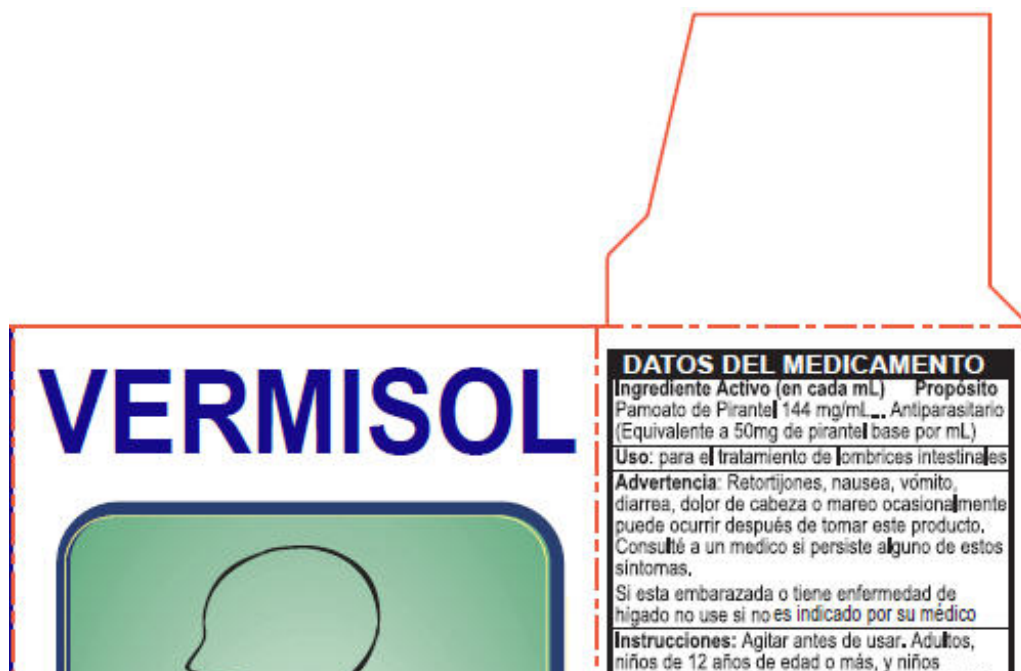 VERMISOL
DATOS DEL MEDICAMENTO
Ingrediente Activo (en cada mL) Propósito
Pamoato de Pirantel 144 mg/mL... Antiparasitario
(Equivalente a 50mg de pirantel base por mL)
Uso: para el tratamiento de lombrices intestinales
Advertencia: Retortijones, nausea, vómito,
diarrea, dolor de cabeza o mareo ocasionalmente
puede ocurrir después de tomar este producto.
Consulté a un medico si persiste alguno de estos
síntomas.
Si esta embarazada o tiene enfermedad de
hígado no use si no es indicado por su médico
Instrucciones: Agitar antes de usar. Adultos,
niños de 12 años de edad o más, y niños